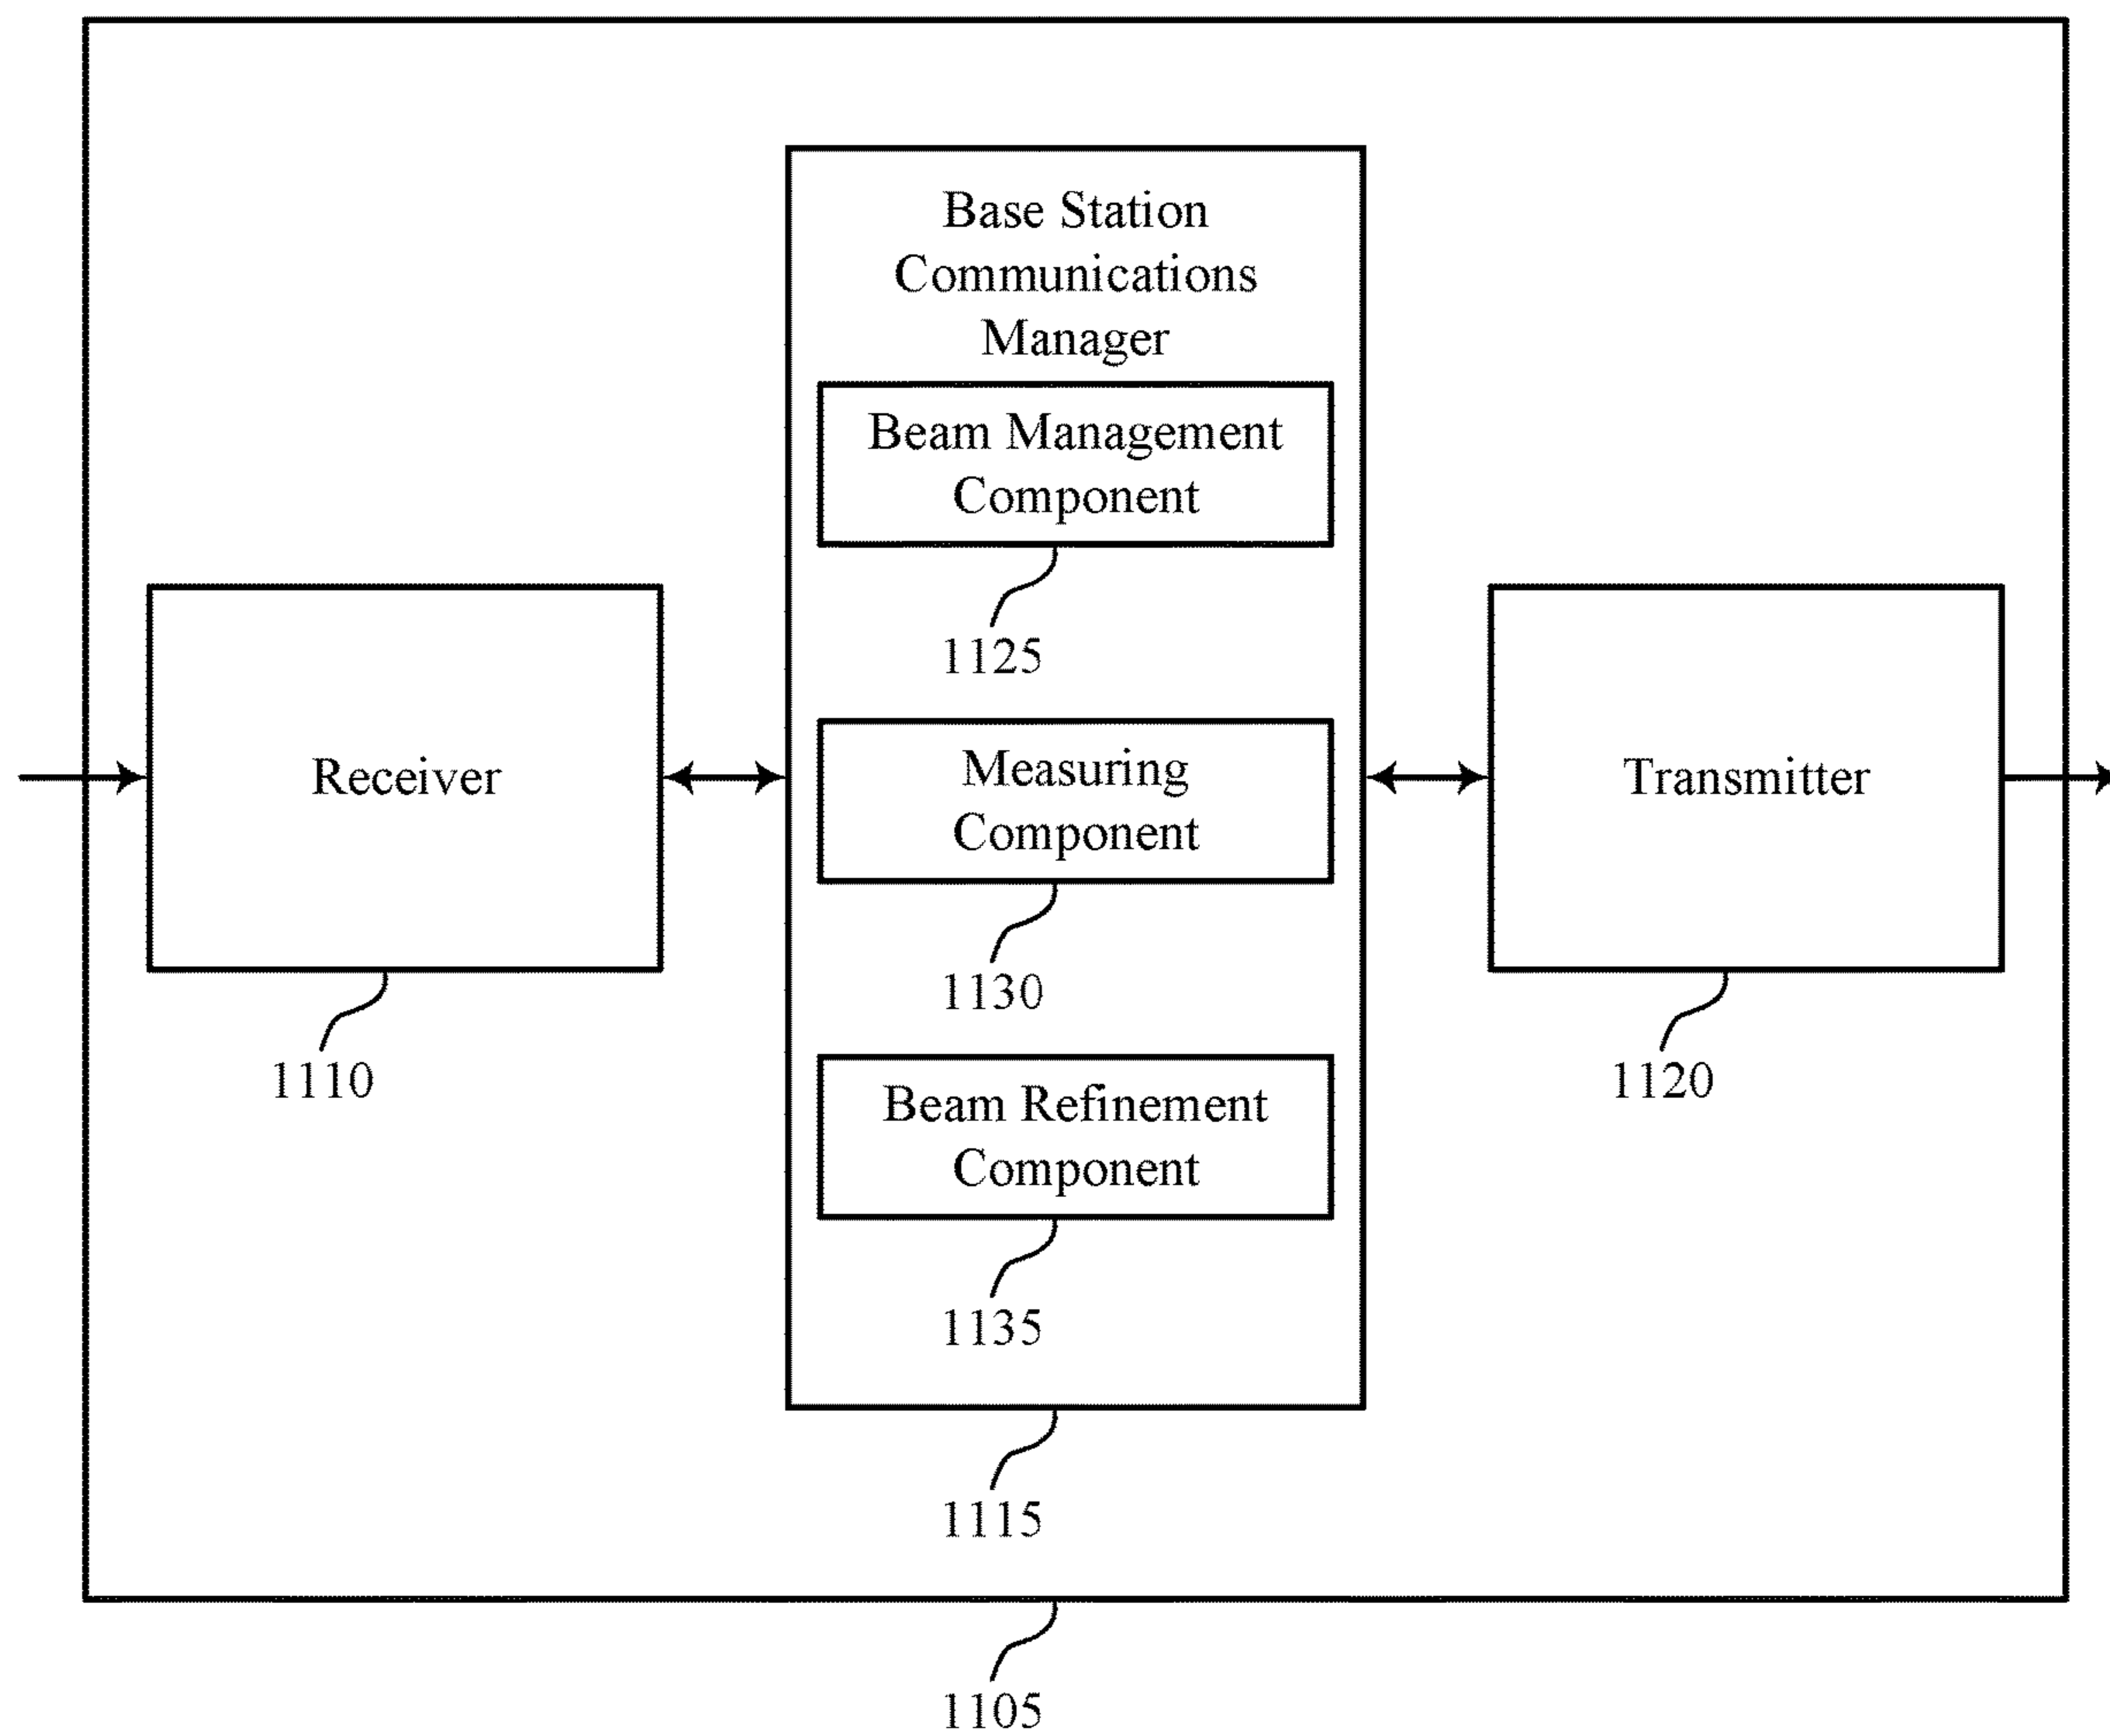 Base Station
Communications
Manager
Beam Management
Component
1125
Receiver
1110
Measuring
Component
1130
Transmitter
1120
Beam Refinement
Component
1135
1115
1105